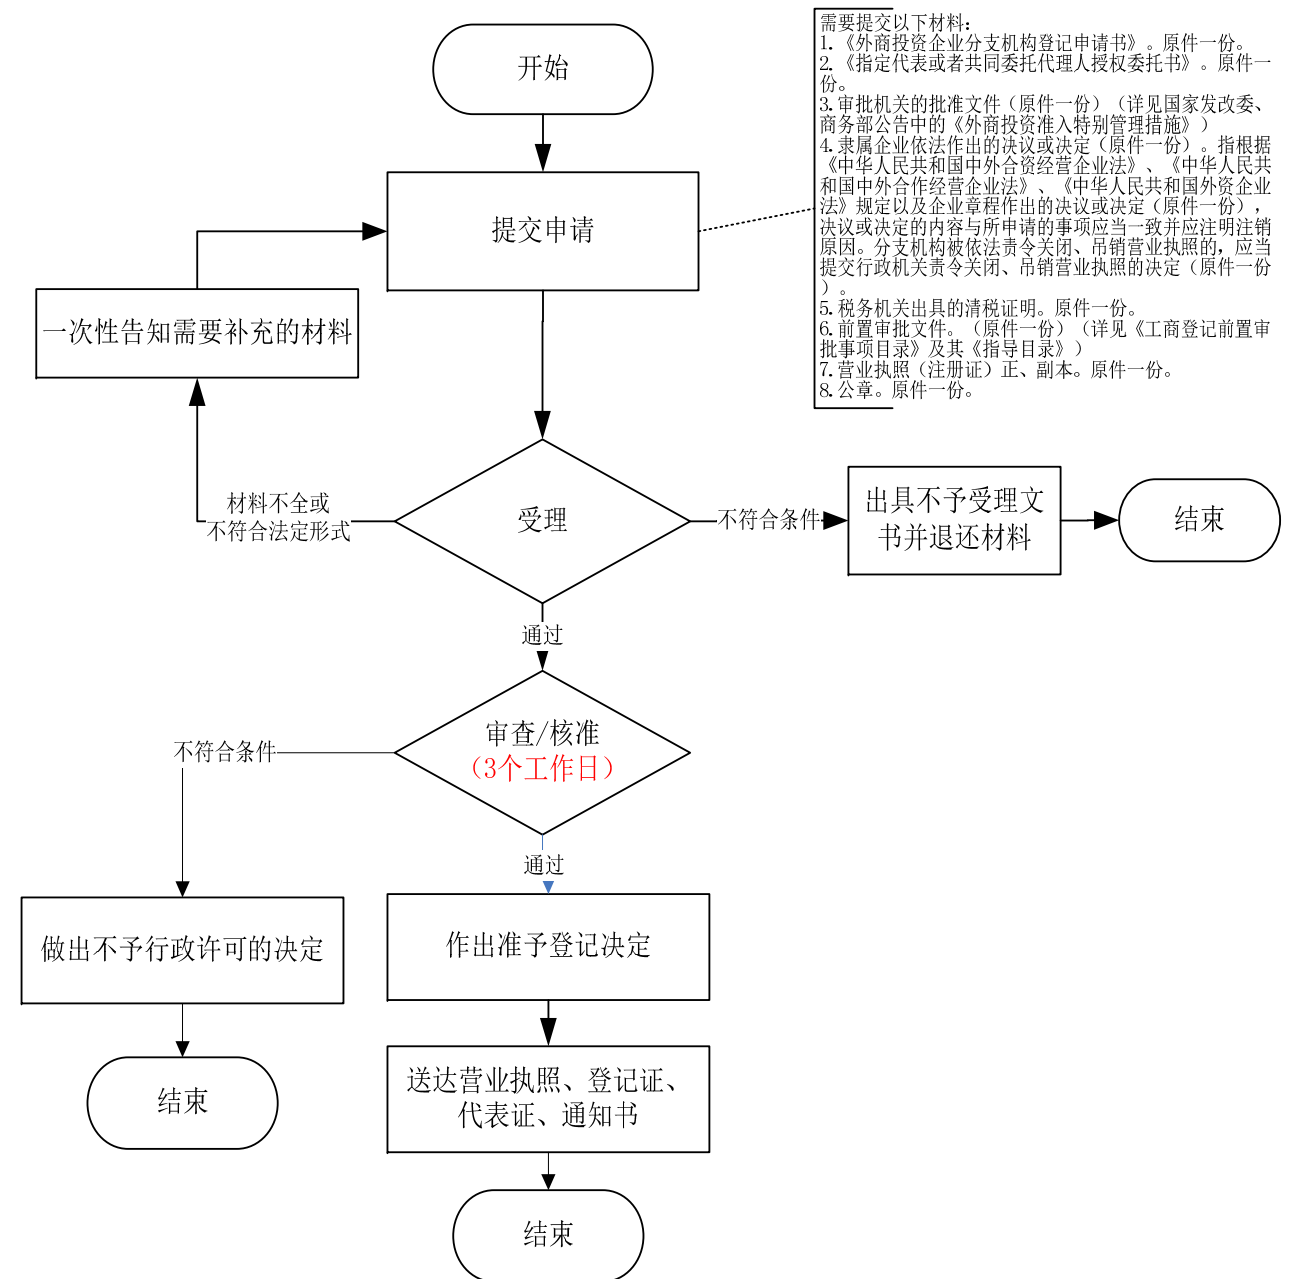 开始
需要提交以下材料：
1.《外商投资企业分支机构登记申请书》。原件一份。
2.《指定代表或者共同委托代理人授权委托书》。原件一
份。
3.审批机关的批准文件（原件一份）（详见国家发改委、
商务部公告中的《外商投资准入特别管理措施》）
4.隶属企业依法作出的决议或决定（原件一份）。指根据
《中华人民共和国中外合资经营企业法》、《中华人民共
和国中外合作经营企业法》、《中华人民共和国外资企业
法》规定以及企业章程作出的决议或决定（原件一份），
决议或决定的内容与所申请的事项应当一致并应注明注销
原因。分支机构被依法责令关闭、吊销营业执照的，应当
提交行政机关责令关闭、吊销营业执照的决定（原件一份
）。
5.税务机关出具的清税证明。原件一份。
6.前置审批文件。（原件一份）（详见《工商登记前置审
批事项目录》及其《指导目录》）
7.营业执照（注册证）正、副本。原件一份。
8.公章。原件一份。
提交申请
一次性告知需要补充的材料
材料不全或
不符合法定形式
受理
不符合条件
出具不予受理文
书并退还材料
结束
通过
审查/核准
（3个工作日）
不符合条件
通过
做出不予行政许可的决定
作出准予登记决定
送达营业执照、登记证、
代表证、通知书
结束
结束